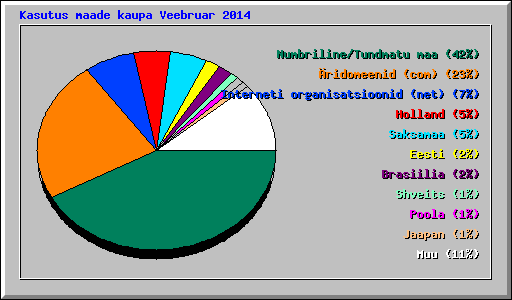 Kasutus maade kaupa Veebruar 2014
Numbriline/Tundmatu maa (42%)
Äridomeenid (com) (23%)
Interneti organisatsioonid (net) (7%)
Holland (5%)
Saksamaa (5%)
Eesti (2%)
Brasiilia (2%)
Shveits (1%)
Poola (1%)
Jaapan (1%)
Muu (11%)